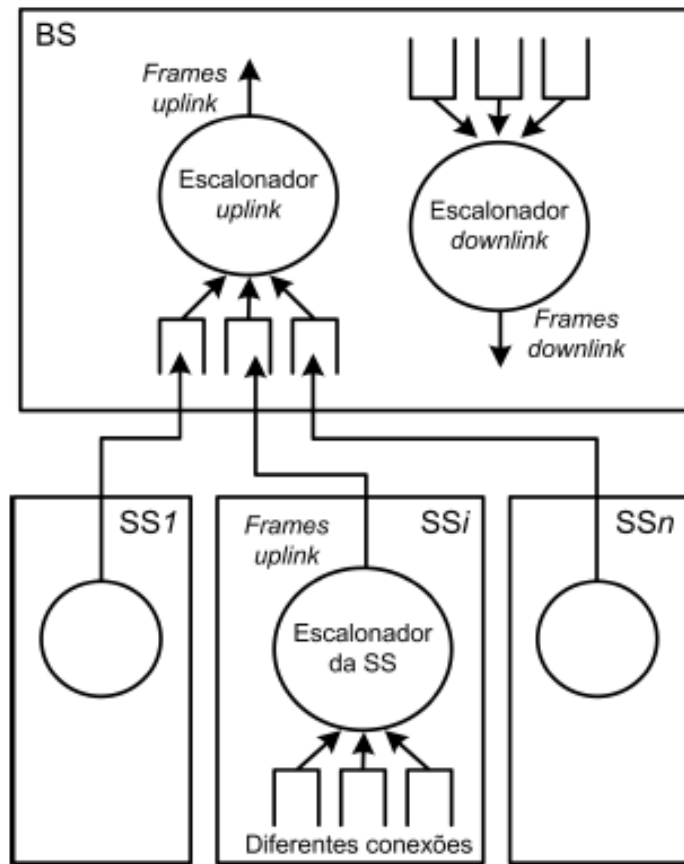 BS
Frames
uplink
Escalonador
uplink
Escalonador
downlink
Frames
downlink
SS1
Frames
uplink
SSi
Escalonador
da SS
Diferentes conexões
SSn